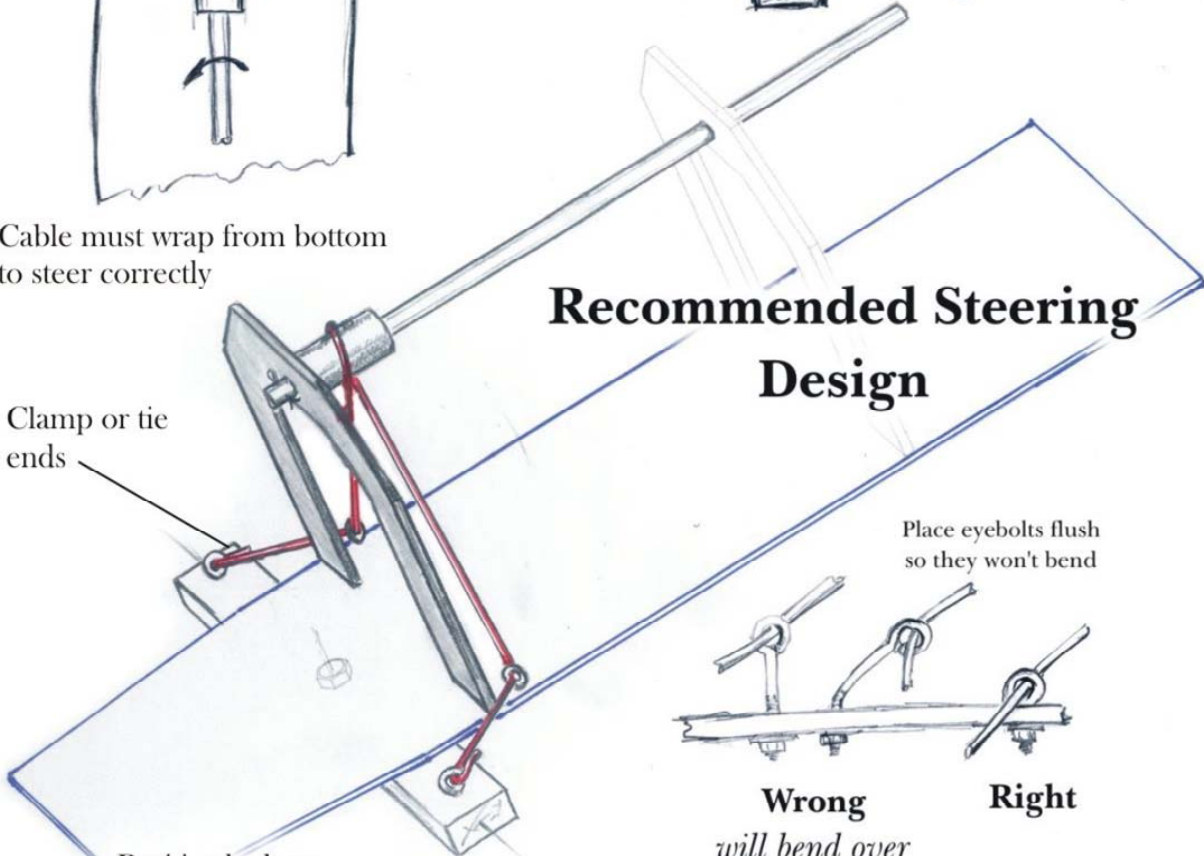 Cable must wrap from bottom
to steer correctly
Recommended Steering
Design
Clamp or tie
ends
Place eyebolts flush
so they won't bend
Wrong
Right
will bend over